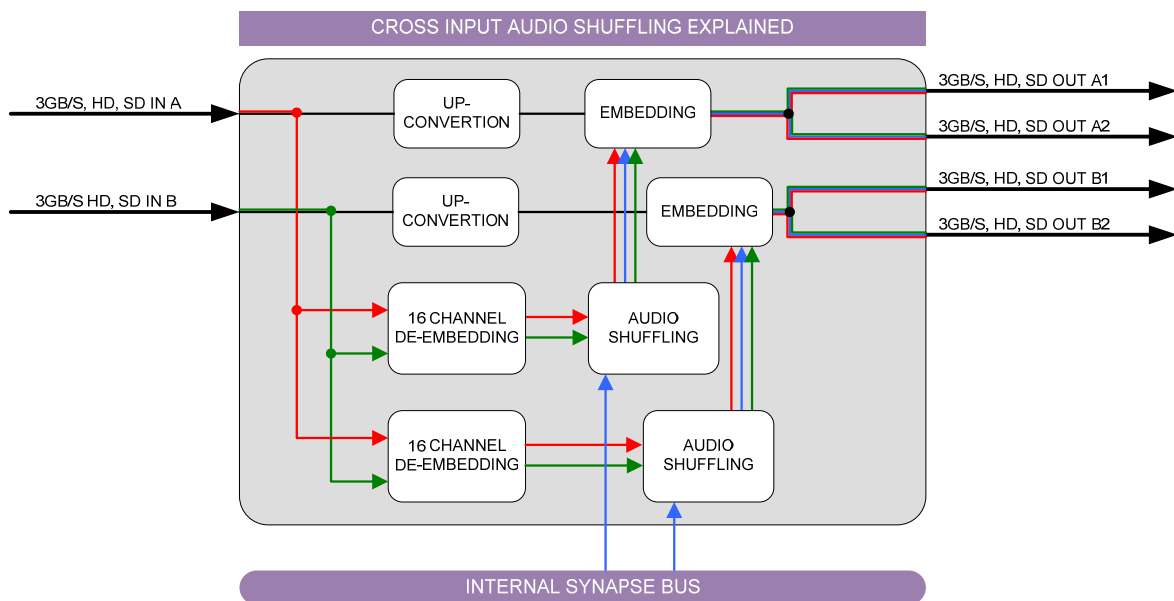 CROSS INPUT AUDIO SHUFFLING EXPLAINED
3GB/S, HD, SD IN A
UP-
CONVERTION
EMBEDDING
3GB/S, HD, SD OUT A1
3GB/S, HD, SD OUT A2
3GB/S HD, SD IN B
UP-
CONVERTION
EMBEDDING
3GB/S, HD, SD OUT B1
3GB/S, HD, SD OUT B2
16 CHANNEL
DE-EMBEDDING
AUDIO
SHUFFLING
16 CHANNEL
DE-EMBEDDING
AUDIO
SHUFFLING
INTERNAL SYNAPSE BUS